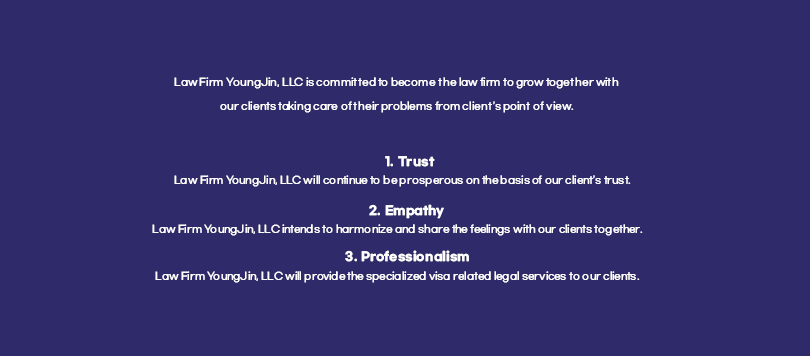 Law Firm YoungJin, LLC is committed to become the law firm to grow together with
our clients taking care of their problems from client's point of view.
1. Trust
Law Firm YoungJin, LLC will continue to be prosperous on the basis of our client's trust.
2. Empathy
Law Firm YoungJin, LLC intends to harmonize and share the feelings with our clients together.
3. Professionalism
Law Firm YoungJin, LLC will provide the specialized visa related legal services to our clients.